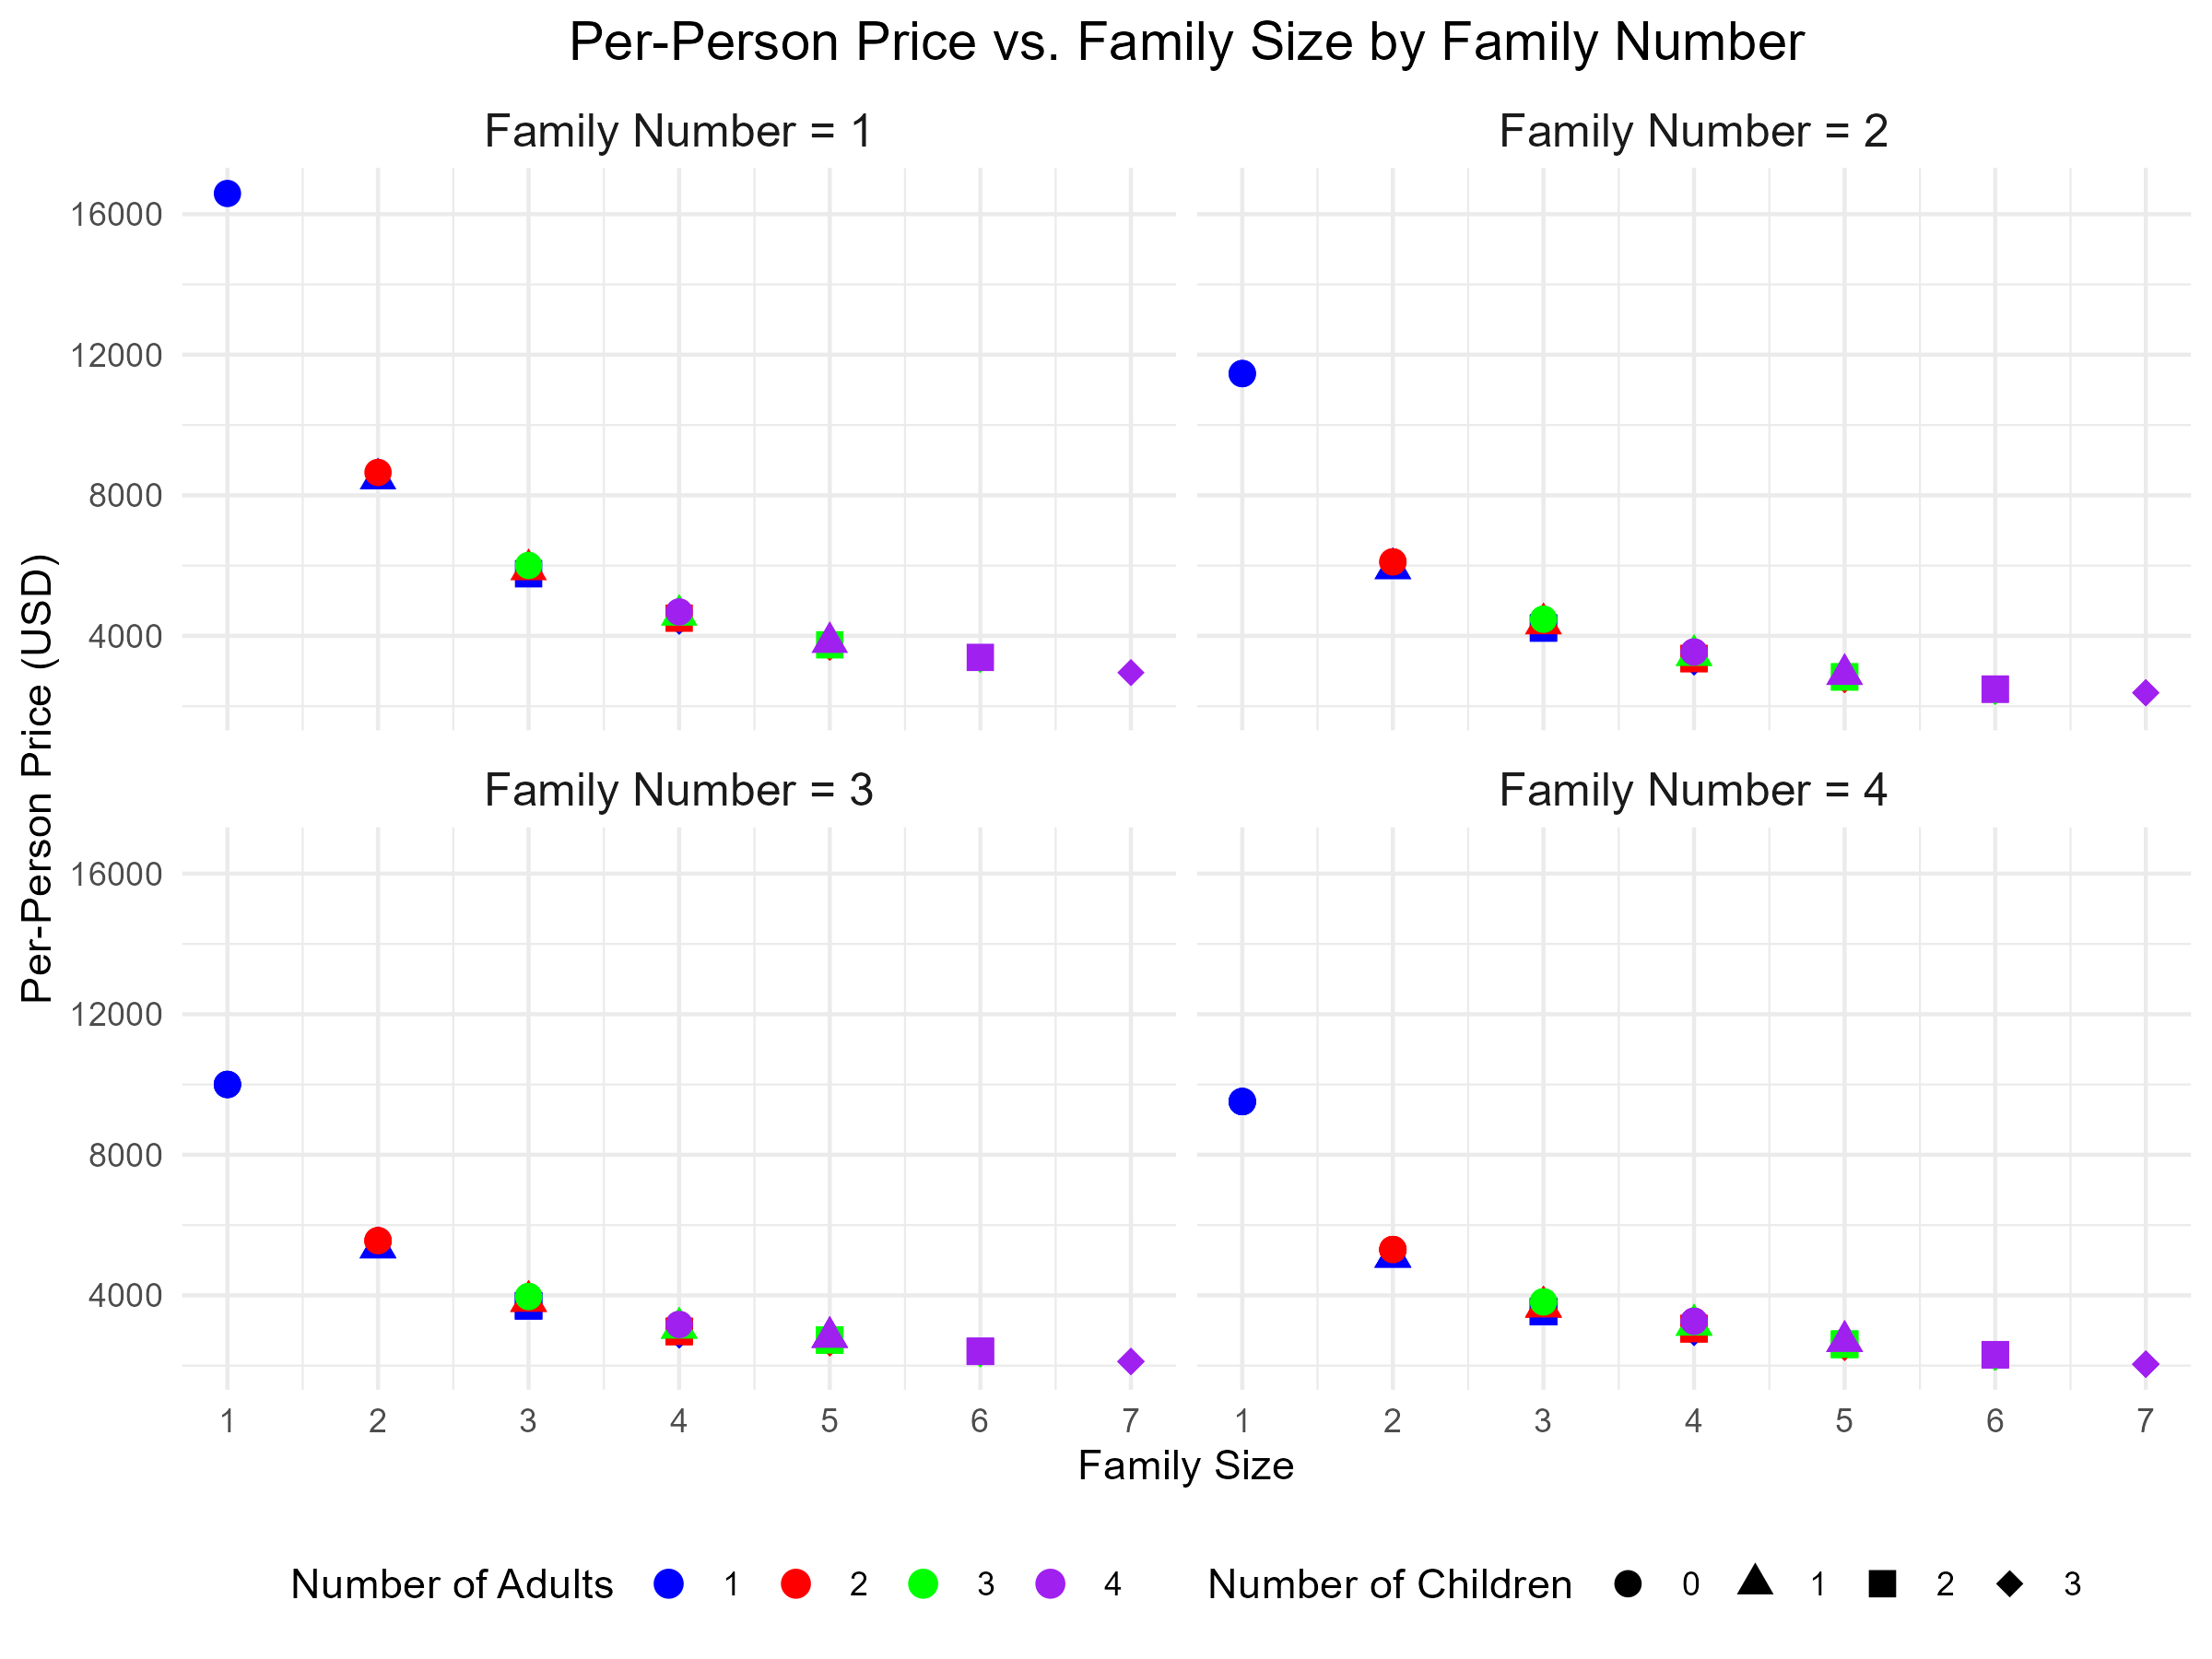 Per-Person Price vs. Family Size by Family Number
Family Number = 1
Family Number = 2
16000
12000
8000
4000
Per-Person Price (USD)
Family Number = 3
Family Number = 4
16000
12000
8000
4000
1 2 3 4 5 6 7
1 2 3 4 5 6 7
Family Size
Number of Adults 1 2 3 4 Number of Children 0 1 2 3